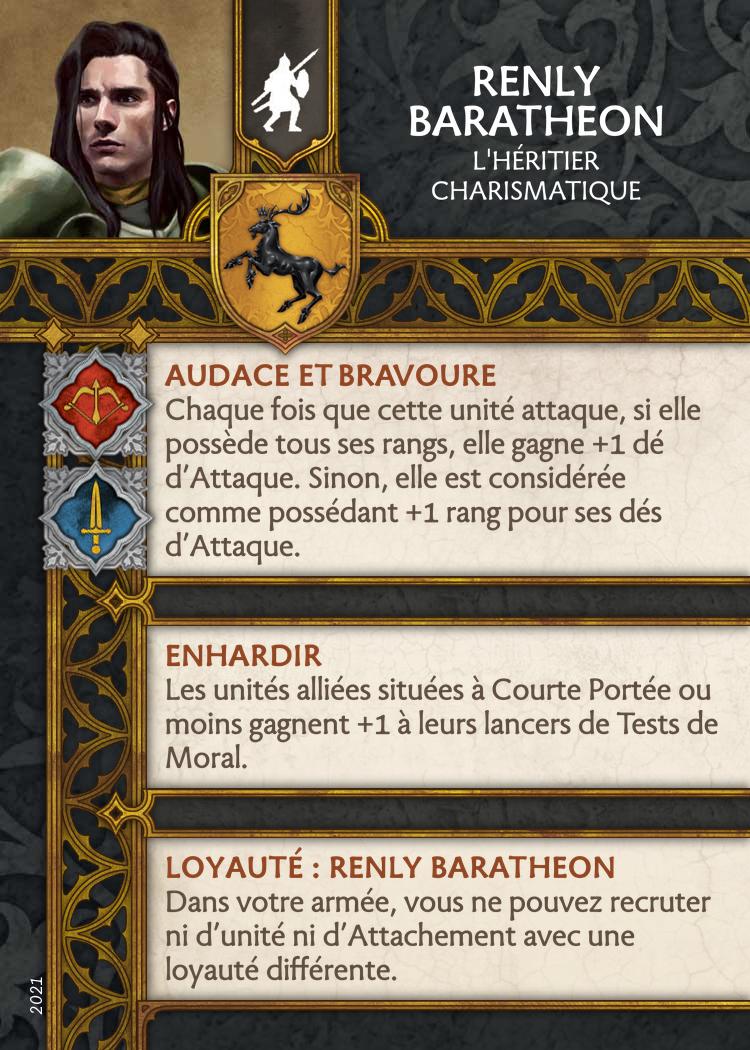 RENLY
BARATHEON
L'HÉRITIER
CHARISMATIQUE
AUDACE ET BRAVOURE
Chaque fois que cette unité attaque, si elle
possède tous ses rangs, elle gagne +1 dé
d'Attaque. Sinon, elle est considérée
comme possédant +1 rang pour ses dés
d'Attaque.
ENHARDIR
Les unités alliées situées à Courte Portée ou
moins gagnent +1 à leurs lancers de Tests de
Moral.
LOYAUTÉ : RENLY BARATHEON
Dans votre armée, vous ne pouvez recruter
ni d'unité ni d'Attachement avec une
loyauté différente.
2021